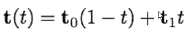 t(t) = t₀(1 − t) + t₁t